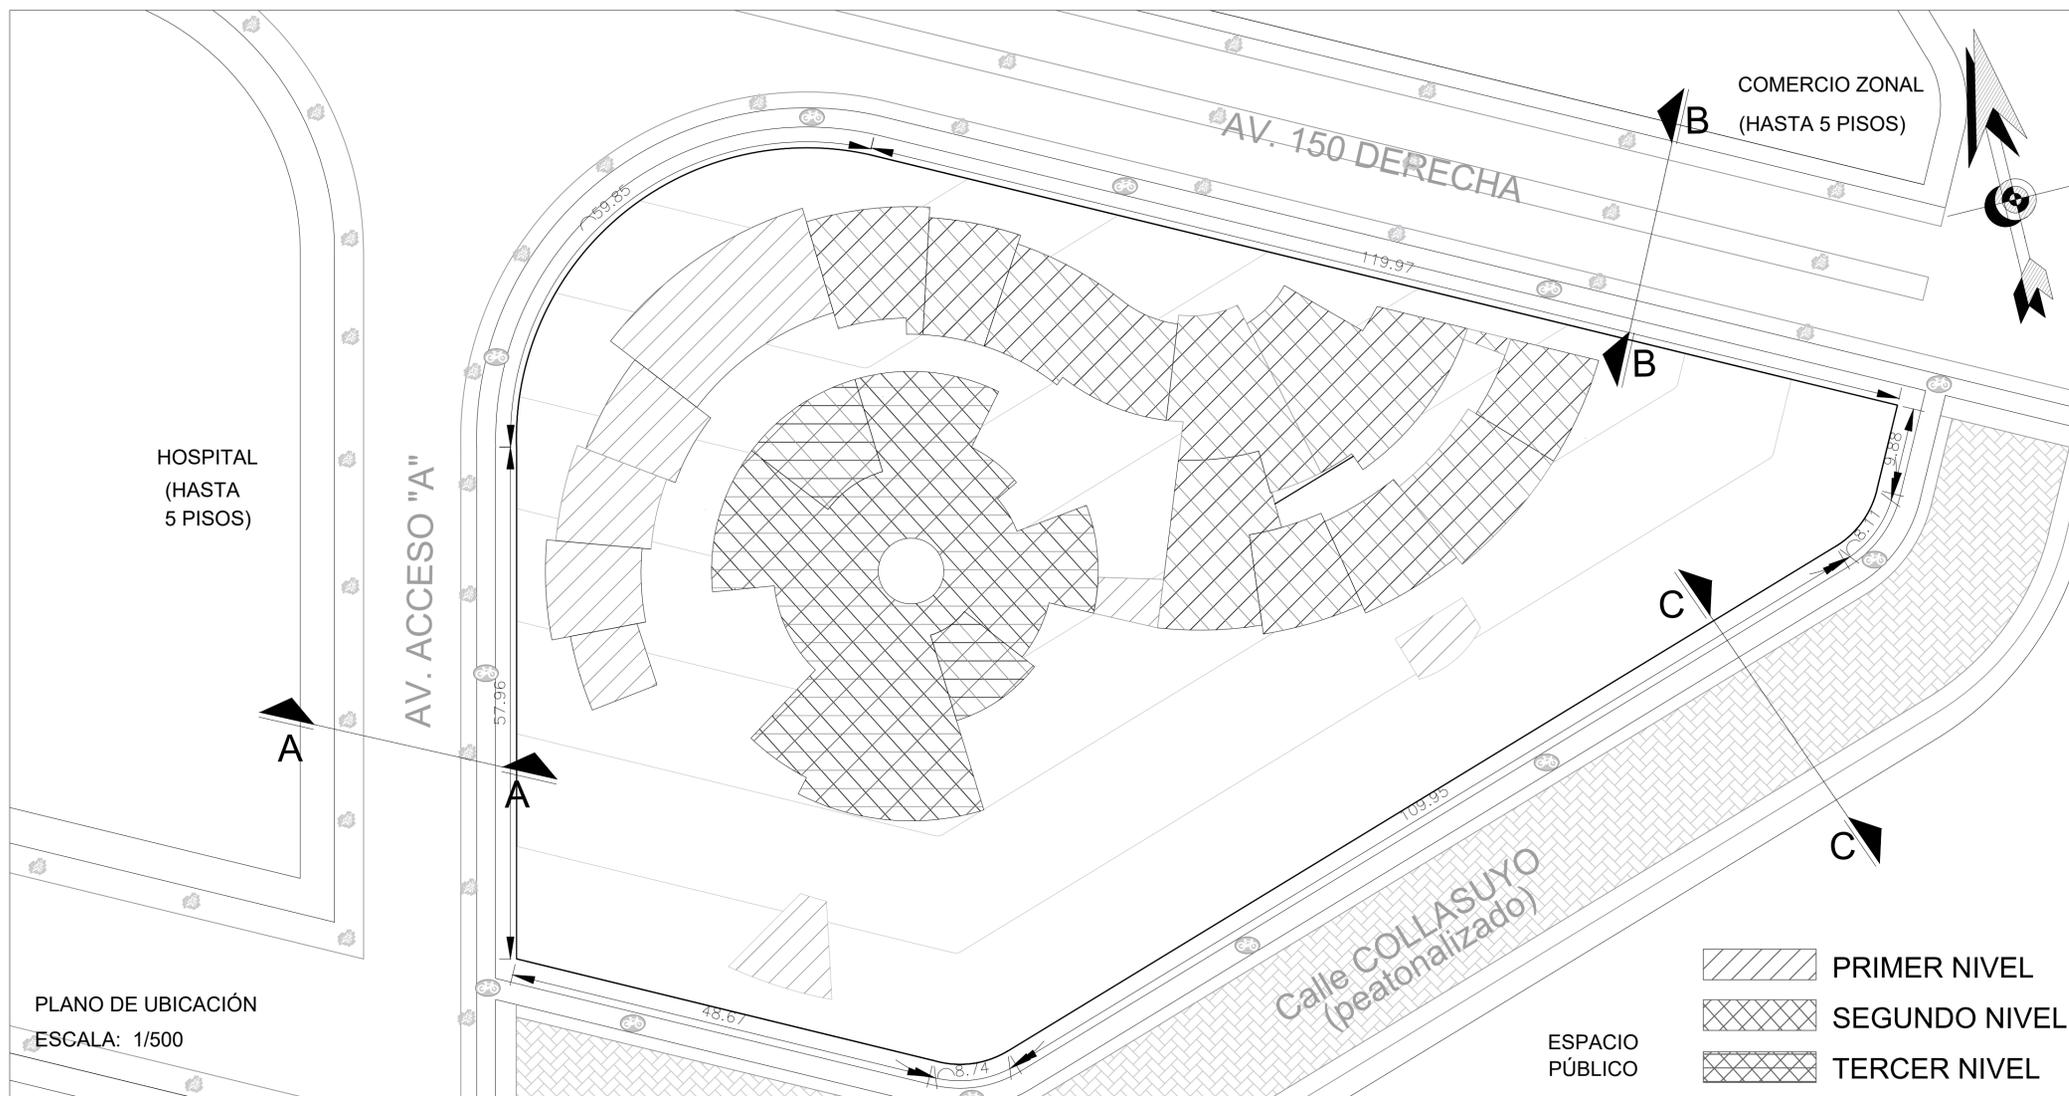 COMERCIO ZONAL
(HASTA 5 PISOS)
B
AV. 150 DERECHA
59.85
119.97
B
HOSPITAL
(HASTA
5 PISOS)
AV. ACCESO "A"
9.88
8.11
C
57.96
A
A
109.95
C
Calle COLLASUYO
(peatonalizado)
PLANO DE UBICACIÓN
ESCALA: 1/500
48.67
8.74
ESPACIO
PÚBLICO
PRIMER NIVEL
SEGUNDO NIVEL
TERCER NIVEL